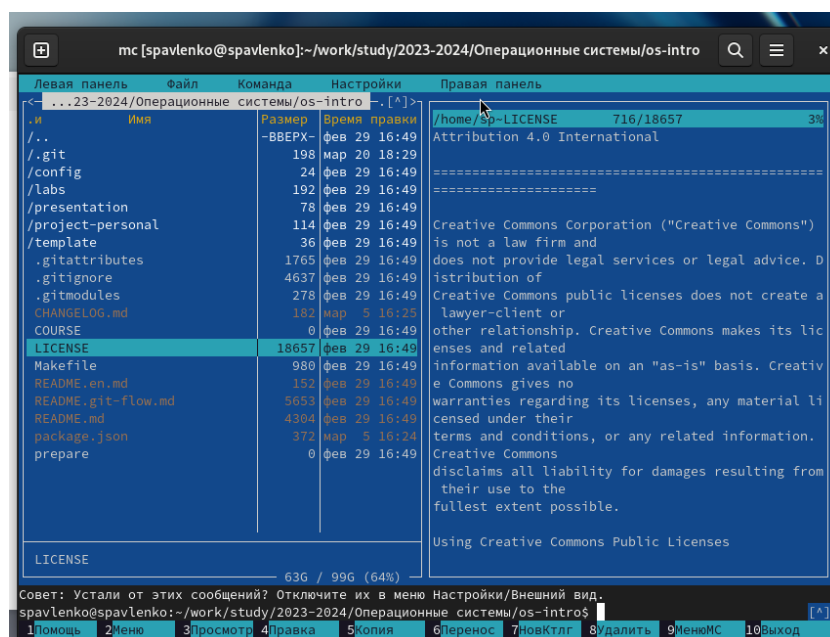 mc [spavlenko@spavlenko]:~/work/study/2023-2024/Операционные системы/os-intro
Левая панель Файл Команда Настройки Правая панель
<— ...23-2024/Операционные системы/os-intro —.[^]>
.и Имя Размер Время правки
/.. -ВВЕРХ- фев 29 16:49
/.git 198 мар 20 18:29
/config 24 фев 29 16:49
/labs 192 фев 29 16:49
/presentation 78 фев 29 16:49
/project-personal 114 фев 29 16:49
/template 36 фев 29 16:49
.gitattributes 1765 фев 29 16:49
.gitignore 4637 фев 29 16:49
.gitmodules 278 фев 29 16:49
CHANGELOG.md 182 мар 5 16:25
COURSE 0 фев 29 16:49
LICENSE 18657 фев 29 16:49
Makefile 980 фев 29 16:49
README.en.md 152 фев 29 16:49
README.git-flow.md 5653 фев 29 16:49
README.md 4304 фев 29 16:49
package.json 372 мар 5 16:24
prepare 0 фев 29 16:49
LICENSE
63G / 99G (64%)
/home/sp~LICENSE 716/18657 3%
Attribution 4.0 International
================================================
====================
Creative Commons Corporation ("Creative Commons")
is not a law firm and
does not provide legal services or legal advice. D
istribution of
Creative Commons public licenses does not create a
lawyer-client or
other relationship. Creative Commons makes its lic
enses and related
information available on an "as-is" basis. Creativ
e Commons gives no
warranties regarding its licenses, any material li
censed under their
terms and conditions, or any related information.
Creative Commons
disclaims all liability for damages resulting from
their use to the
fullest extent possible.
Using Creative Commons Public Licenses
Совет: Устали от этих сообщений? Отключите их в меню Настройки/Внешний вид.
spavlenko@spavlenko:~/work/study/2023-2024/Операционные системы/os-intro$ [^]
1Помощь 2Меню 3Просмотр 4Правка 5Копия 6Перенос 7НовКтлг 8Удалить 9МенюМС 10Выход